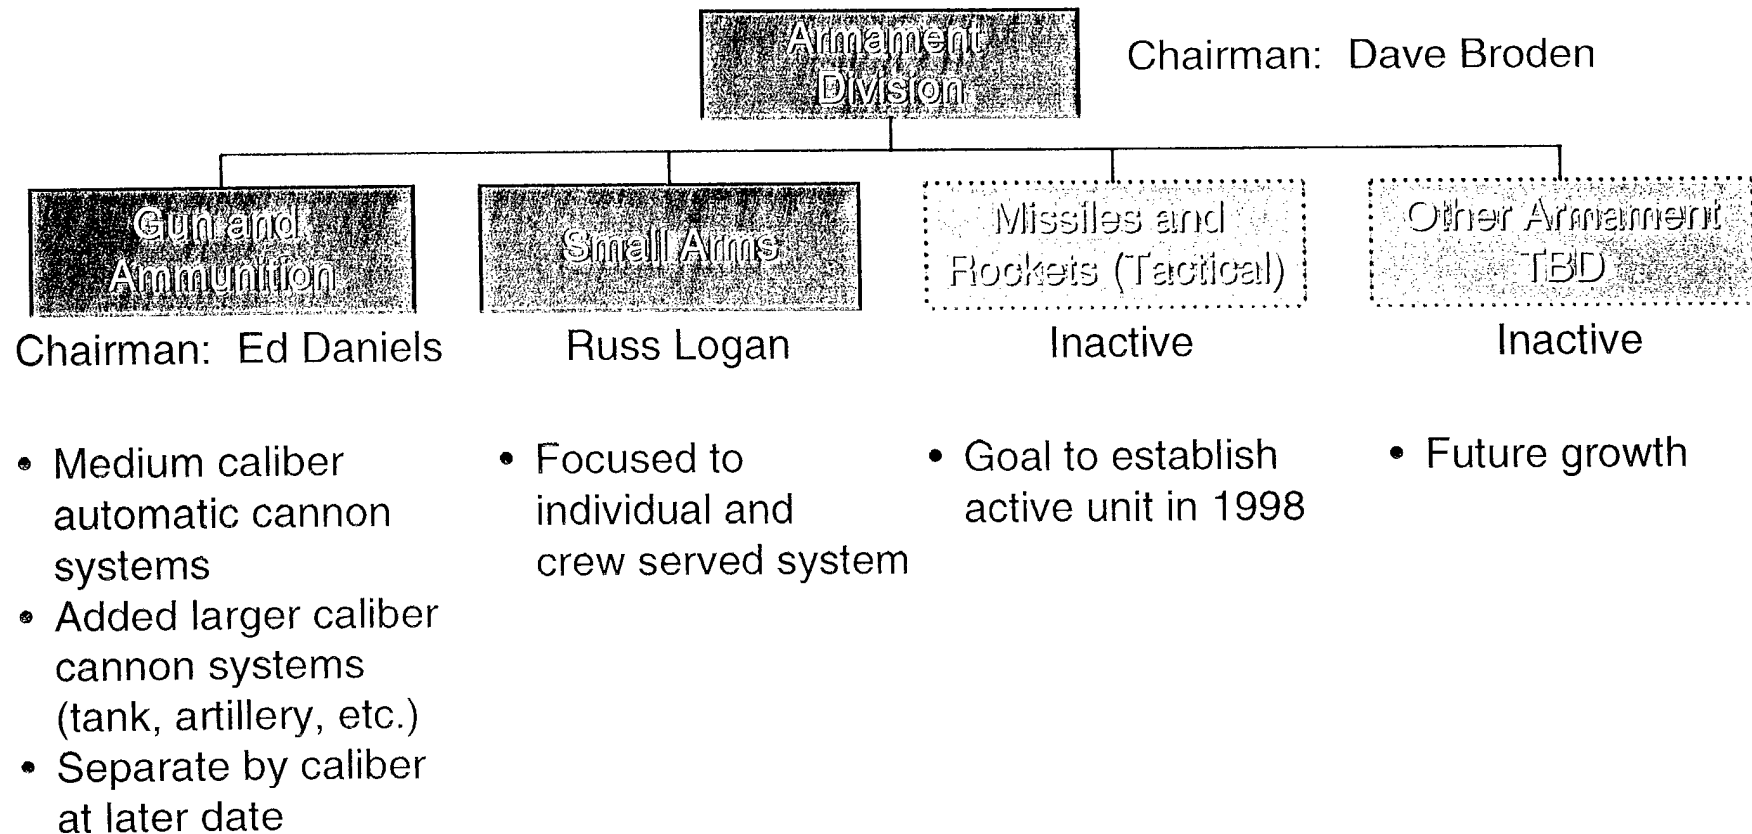 Armament
Division
Chairman: Dave Broden
Gun and
Ammunition
Chairman: Ed Daniels
• Medium caliber
automatic cannon
systems
• Added larger caliber
cannon systems
(tank, artillery, etc.)
• Separate by caliber
at later date
Small Arms
Russ Logan
• Focused to
individual and
crew served system
Missiles and
Rockets (Tactical)
Inactive
• Goal to establish
active unit in 1998
Other Armament
TBD
Inactive
• Future growth